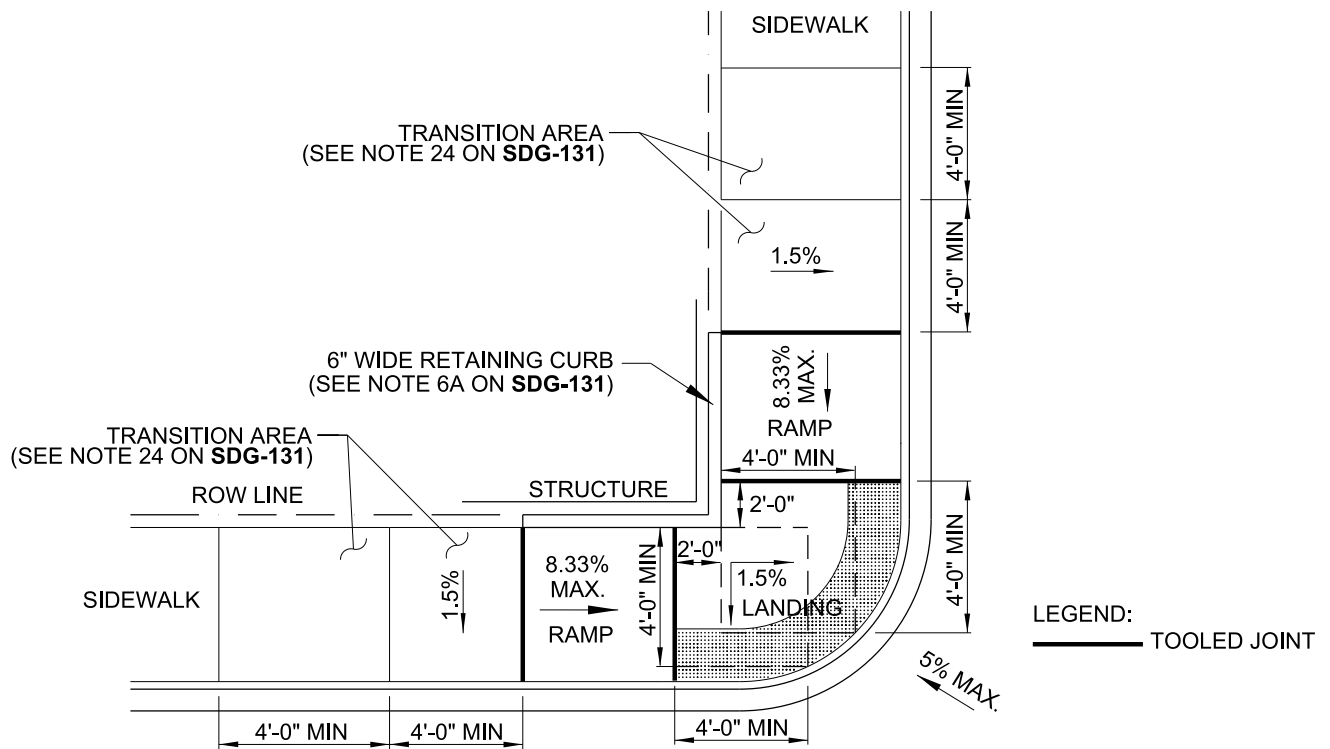 SIDEWALK
TRANSITION AREA
(SEE NOTE 24 ON SDG-131)
4'-0" MIN
4'-0" MIN
1.5%
6" WIDE RETAINING CURB
(SEE NOTE 6A ON SDG-131)
8.33%
MAX.
RAMP
4'-0" MIN
TRANSITION AREA
(SEE NOTE 24 ON SDG-131)
ROW LINE
STRUCTURE
2'-0"
4'-0" MIN
SIDEWALK
1.5%
8.33%
MAX.
RAMP
4'-0" MIN
2'-0"
1.5%
LANDING
LEGEND:
TOOLED JOINT
5% MAX.
4'-0" MIN
4'-0" MIN
4'-0" MIN